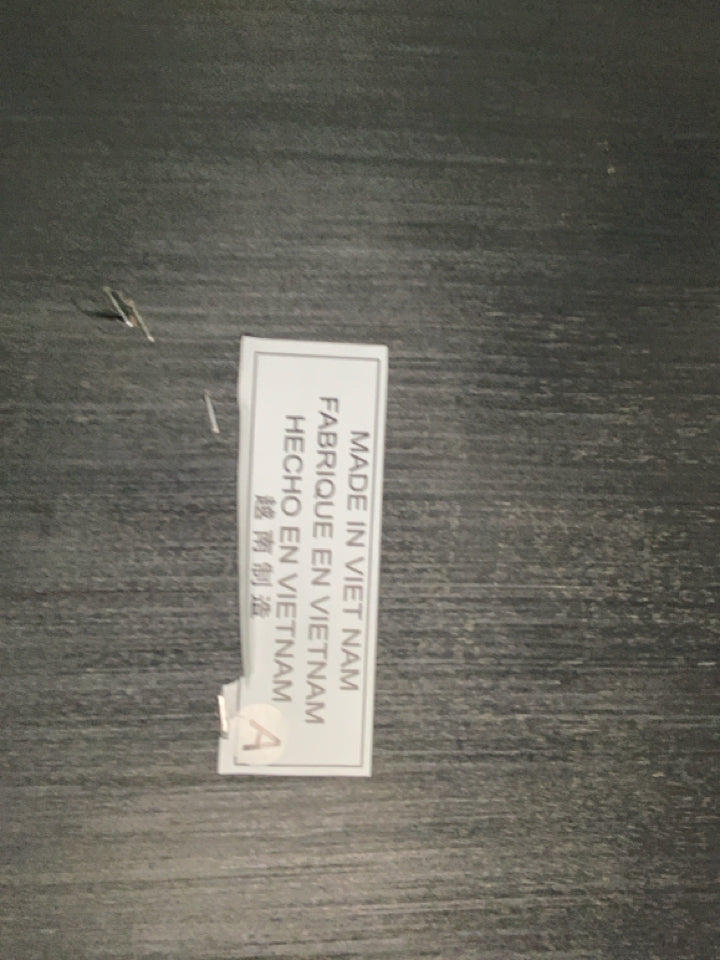 MADE IN VIET NAM
FABRIQUE EN VIETNAM
HECHO EN VIETNAM
越南制造
A